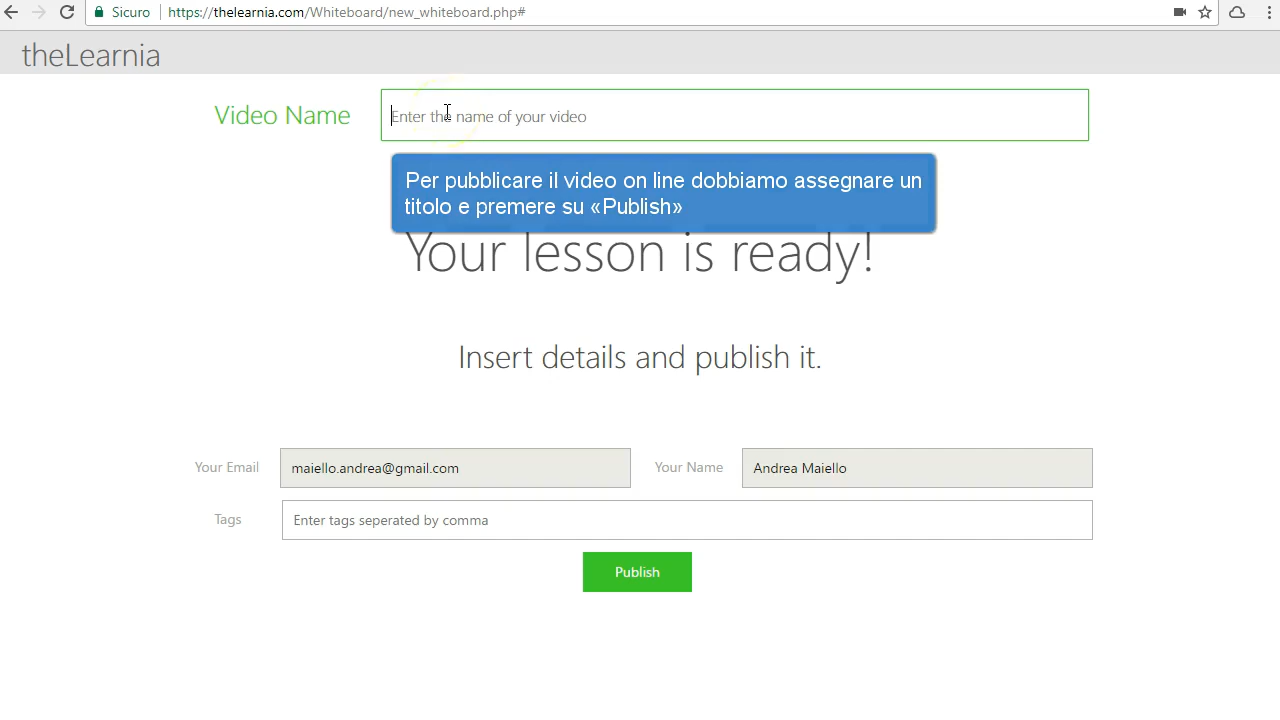 Sicuro https://thelearnia.com/Whiteboard/new_whiteboard.php#
theLearnia
Video Name Enter the name of your video
Per pubblicare il video on line dobbiamo assegnare un
titolo e premere su «Publish»
Your lesson is ready!
Insert details and publish it.
Your Email maiello.andrea@gmail.com Your Name Andrea Maiello
Tags Enter tags seperated by comma
Publish